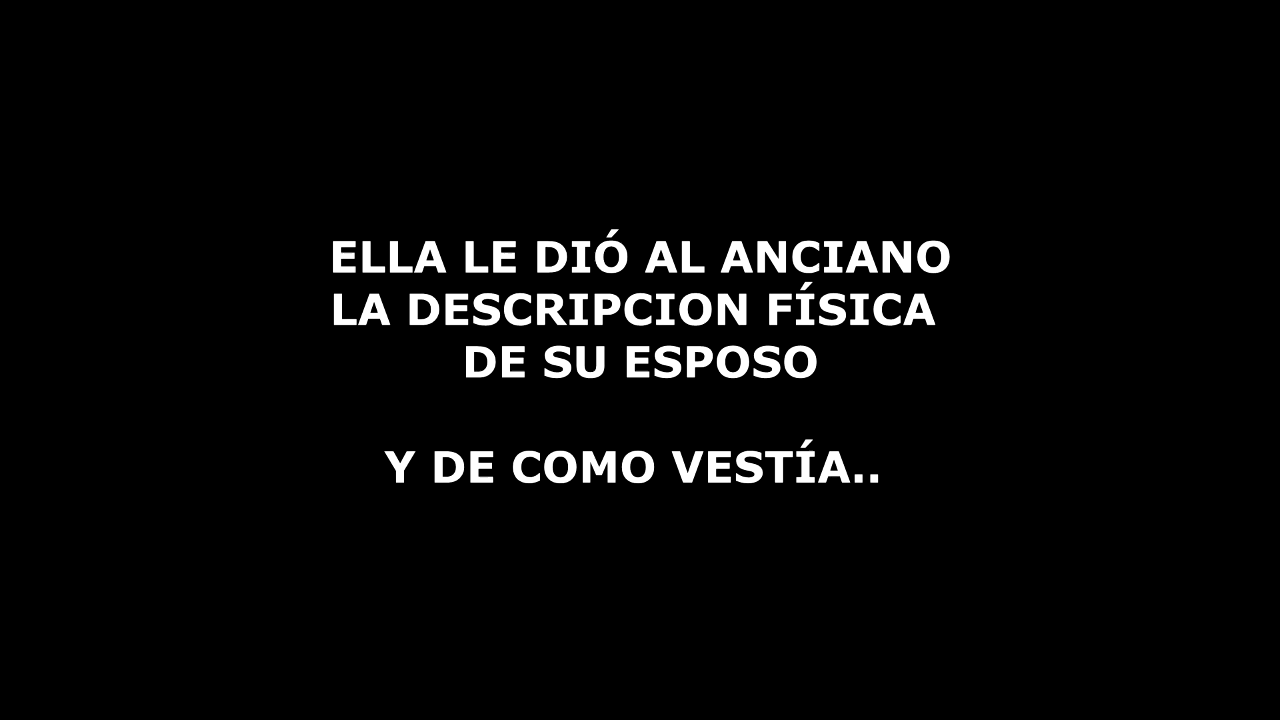 ELLA LE DIÓ AL ANCIANO
LA DESCRIPCION FÍSICA
DE SU ESPOSO
Y DE COMO VESTÍA..